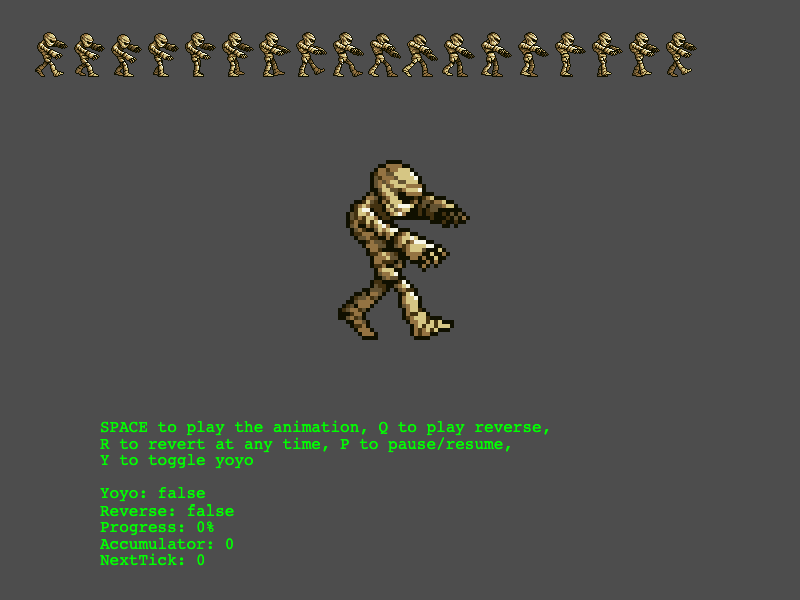 SPACE to play the animation, Q to play reverse,
R to revert at any time, P to pause/resume,
Y to toggle yoyo
Yoyo: false
Reverse: false
Progress: 0%
Accumulator: 0
NextTick: 0